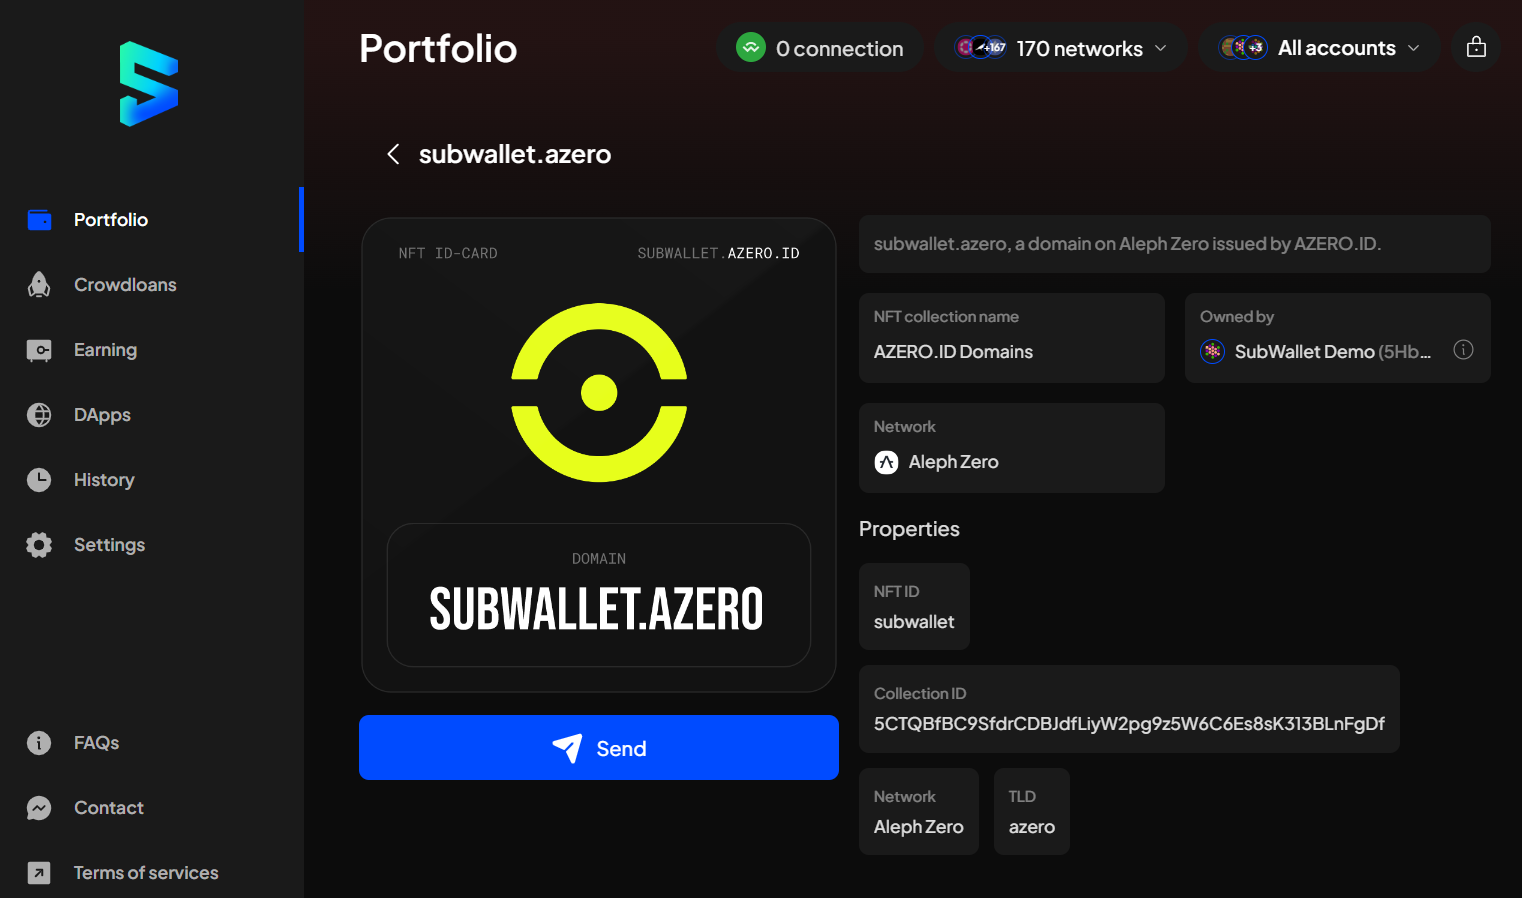 Portfolio
0 connection
+167
170 networks
+3
All accounts
Portfolio
Crowdloans
Earning
DApps
History
Settings
FAQs
Contact
Terms of services
subwallet.azero
NFT ID-CARD
SUBWALLET.AZERO.ID
DOMAIN
SUBWALLET.AZERO
Send
subwallet.azero, a domain on Aleph Zero issued by AZERO.ID.
NFT collection name
AZERO.ID Domains
Owned by
SubWallet Demo (5Hb...
Network
Aleph Zero
Properties
NFT ID
subwallet
Collection ID
5CTQBfBC9SfdrCDBJdfLiyW2pg9z5W6C6Es8sK313BLnFgDf
Network
Aleph Zero
TLD
azero